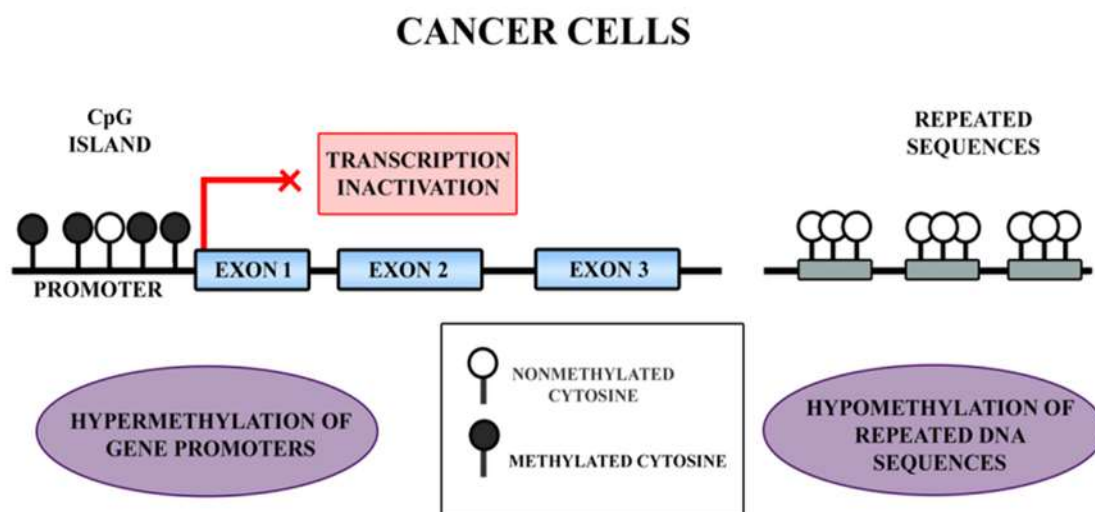 CANCER CELLS
CpG
ISLAND
TRANSCRIPTION
INACTIVATION
REPEATED
SEQUENCES
EXON 1
EXON 2
EXON 3
PROMOTER
HYPERMETHYLATION OF
GENE PROMOTERS
NONMETHYLATED
CYTOSINE
METHYLATED CYTOSINE
HYPOMETHYLATION OF
REPEATED DNA
SEQUENCES